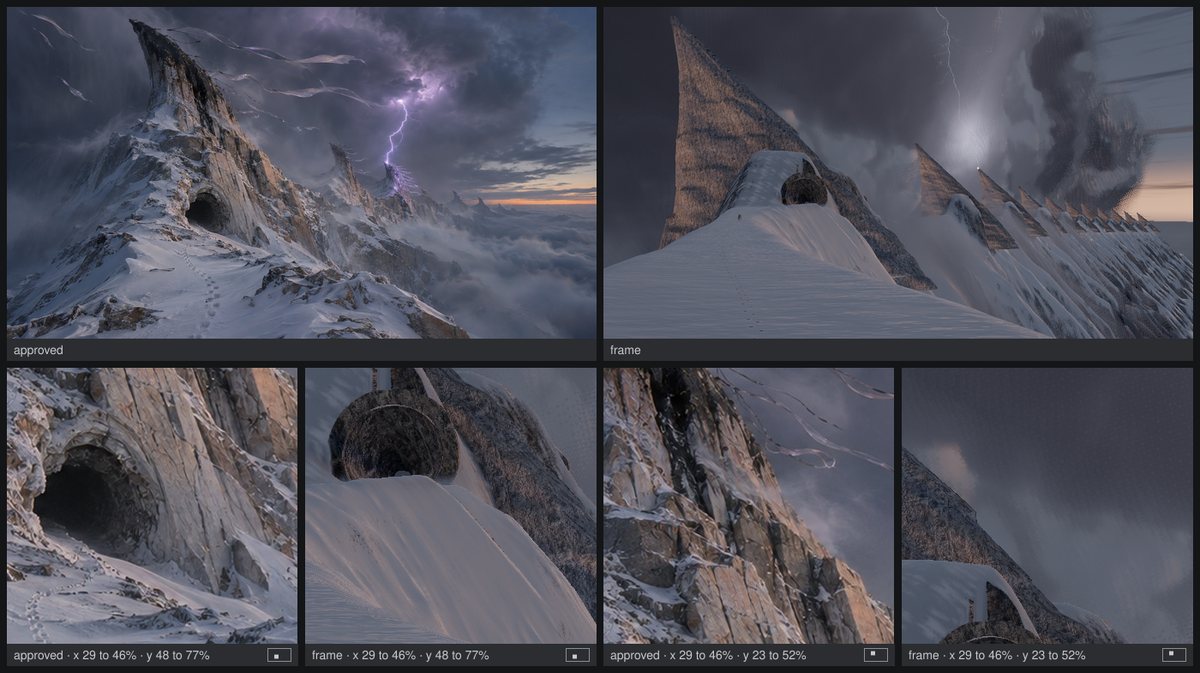 approved
frame
approved · x 29 to 46% · y 48 to 77%
frame · x 29 to 46% · y 48 to 77%
approved · x 29 to 46% · y 23 to 52%
frame · x 29 to 46% · y 23 to 52%